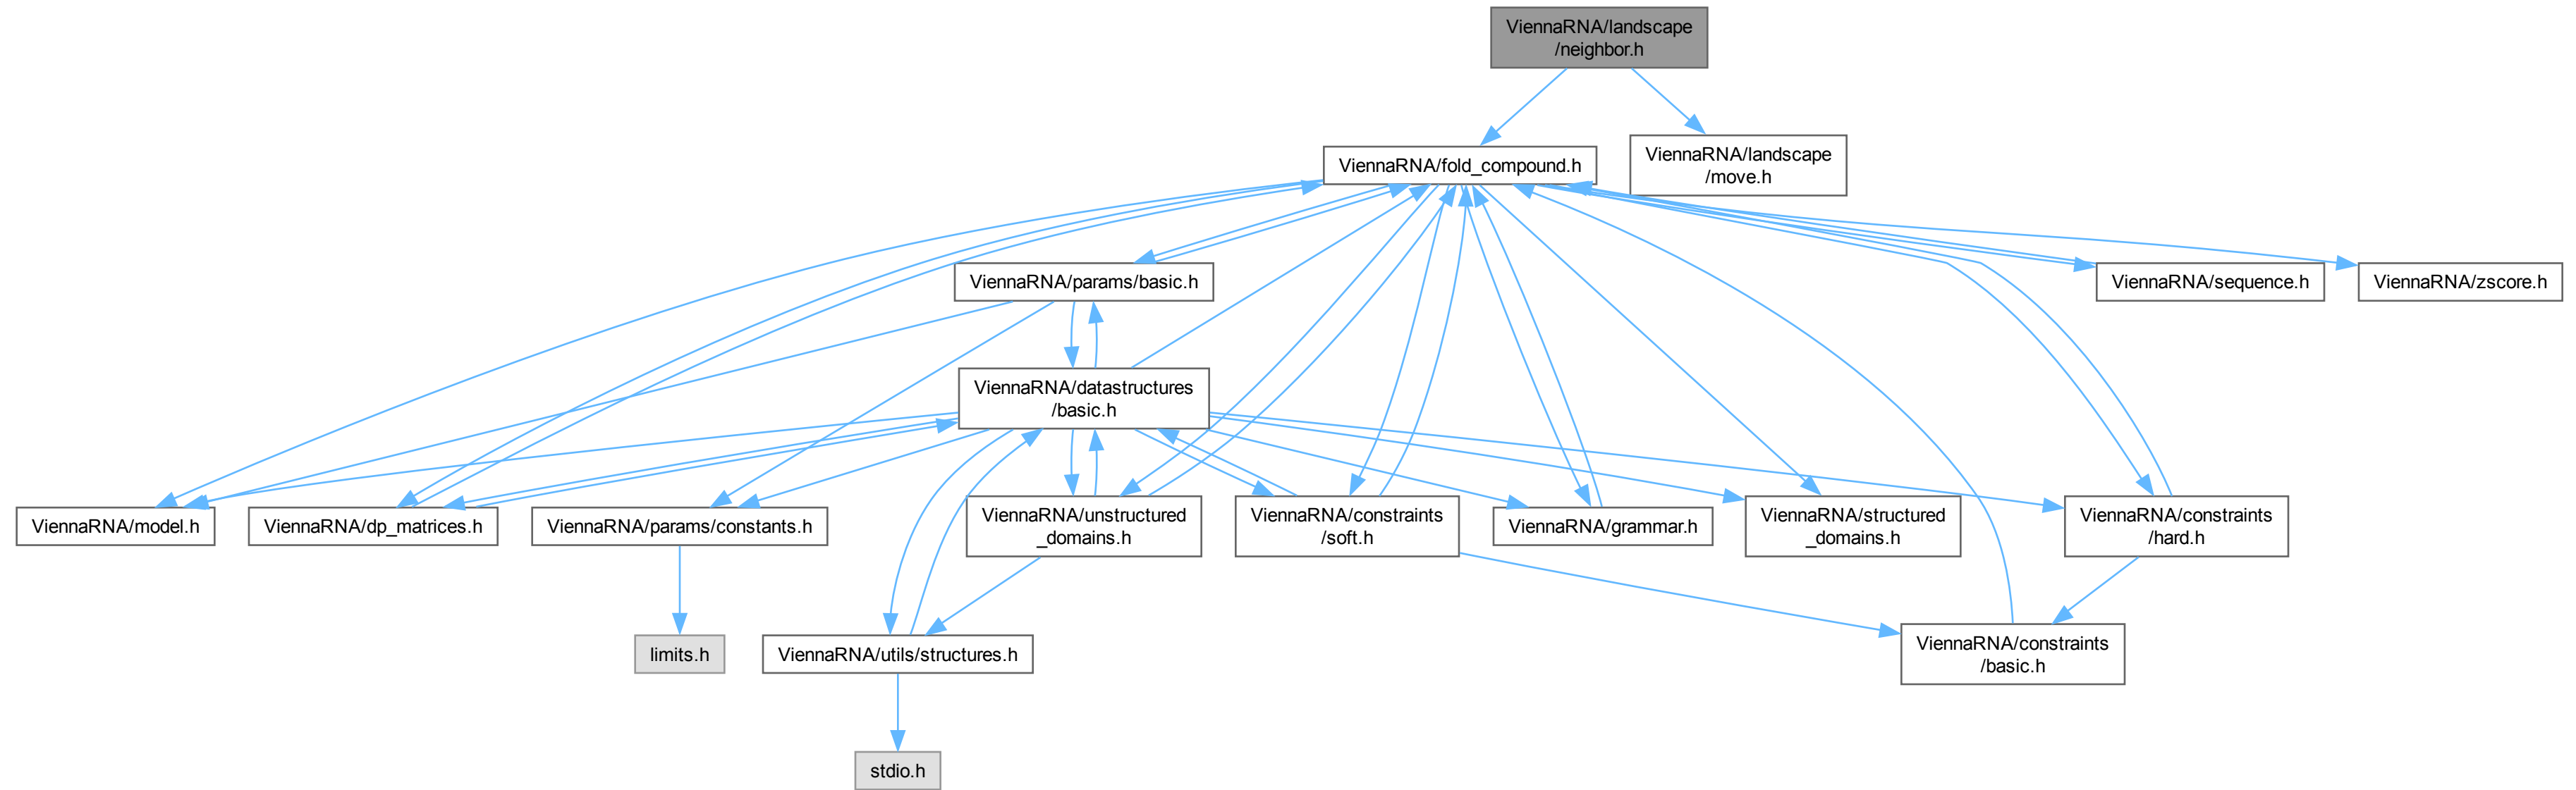 ViennaRNA/landscape
/neighbor.h
ViennaRNA/fold_compound.h
ViennaRNA/landscape
/move.h
ViennaRNA/params/basic.h
ViennaRNA/sequence.h
ViennaRNA/zscore.h
ViennaRNA/datastructures
/basic.h
ViennaRNA/model.h
ViennaRNA/dp_matrices.h
ViennaRNA/params/constants.h
ViennaRNA/unstructured
_domains.h
ViennaRNA/constraints
/soft.h
ViennaRNA/grammar.h
ViennaRNA/structured
_domains.h
ViennaRNA/constraints
/hard.h
limits.h
ViennaRNA/utils/structures.h
ViennaRNA/constraints
/basic.h
stdio.h